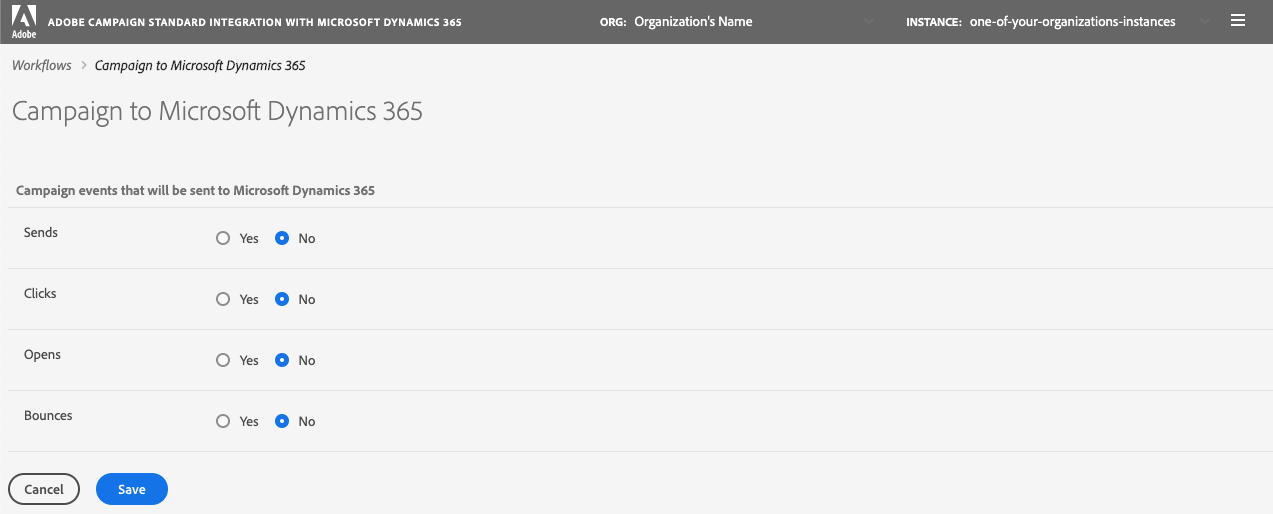 Adobe
ADOBE CAMPAIGN STANDARD INTEGRATION WITH MICROSOFT DYNAMICS 365
ORG: Organization's Name
INSTANCE: one-of-your-organizations-instances
Workflows > Campaign to Microsoft Dynamics 365
Campaign to Microsoft Dynamics 365
Campaign events that will be sent to Microsoft Dynamics 365
Sends Yes No
Clicks Yes No
Opens Yes No
Bounces Yes No
Cancel Save